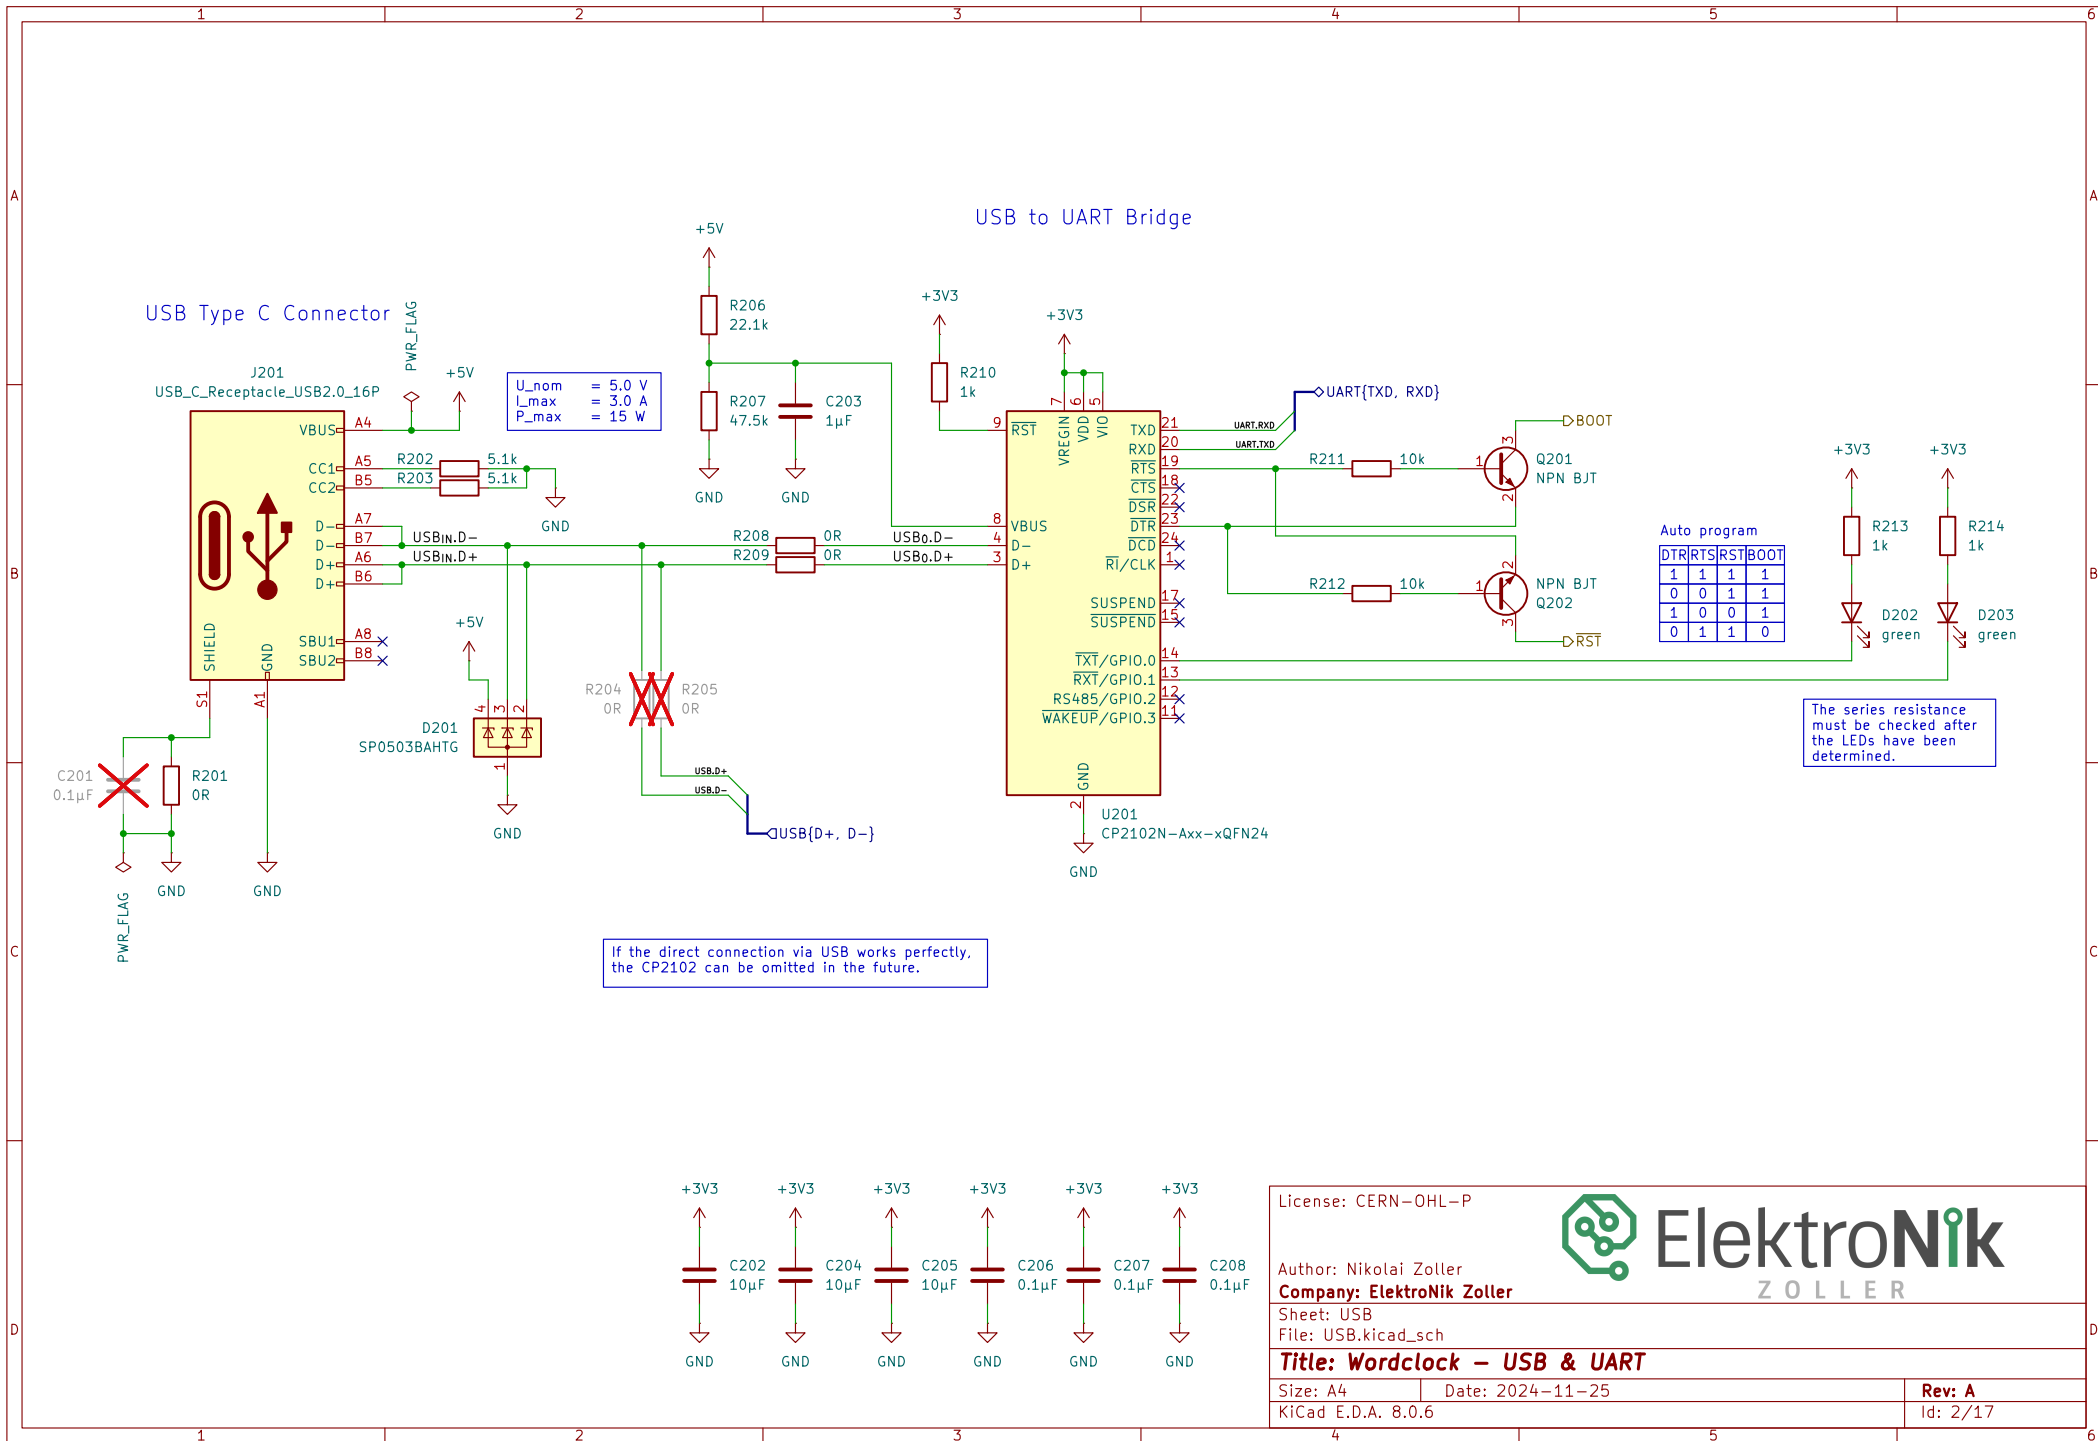 1 2 3 4 5 6
A A
B B
C C
D D
USB to UART Bridge
USB Type C Connector
J201
USB_C_Receptacle_USB2.0_16P
PWR_FLAG
+5V
VBUS A4
CC1 A5
CC2 B5
D- A7
D- B7
D+ A6
D+ B6
SBU1 A8
SBU2 B8
SHIELD
GND
S1
A1
R202 5.1k
R203 5.1k
GND
USBIN.D-
USBIN.D+
U_nom = 5.0 V
I_max = 3.0 A
P_max = 15 W
C201
0.1µF
R201
0R
PWR_FLAG
GND
GND
+5V
4 3 2
D201
SP0503BAHTG
1
GND
+5V
R206
22.1k
R207
47.5k
C203
1µF
GND
GND
R208 0R
R209 0R
USB0.D-
USB0.D+
R204
0R
R205
0R
USB.D+
USB.D-
USB{D+, D-}
+3V3
R210
1k
+3V3
7 6 5
VREGIN
VDD
VIO
9 RST
8 VBUS
4 D-
3 D+
TXD 21
RXD 20
RTS 19
CTS 18
DSR 22
DTR 23
DCD 24
RI/CLK 1
SUSPEND 17
SUSPEND 15
TXT/GPIO.0 14
RXT/GPIO.1 13
RS485/GPIO.2 12
WAKEUP/GPIO.3 11
GND
2
U201
CP2102N-Axx-xQFN24
GND
UART.RXD
UART.TXD
UART{TXD, RXD}
R211 10k
R212 10k
BOOT
3
1
2
Q201
NPN BJT
2
1
3
NPN BJT
Q202
RST
Auto program
DTR RTS RST BOOT
1 1 1 1
0 0 1 1
1 0 0 1
0 1 1 0
+3V3
R213
1k
D202
green
+3V3
R214
1k
D203
green
The series resistance
must be checked after
the LEDs have been
determined.
If the direct connection via USB works perfectly,
the CP2102 can be omitted in the future.
+3V3 +3V3 +3V3 +3V3 +3V3 +3V3
C202 C204 C205 C206 C207 C208
10µF 10µF 10µF 0.1µF 0.1µF 0.1µF
GND GND GND GND GND GND
License: CERN-OHL-P
ElektroNik
ZOLLER
Author: Nikolai Zoller
Company: ElektroNik Zoller
Sheet: USB
File: USB.kicad_sch
Title: Wordclock - USB & UART
Size: A4 Date: 2024-11-25 Rev: A
KiCad E.D.A. 8.0.6 Id: 2/17
1 2 3 4 5 6